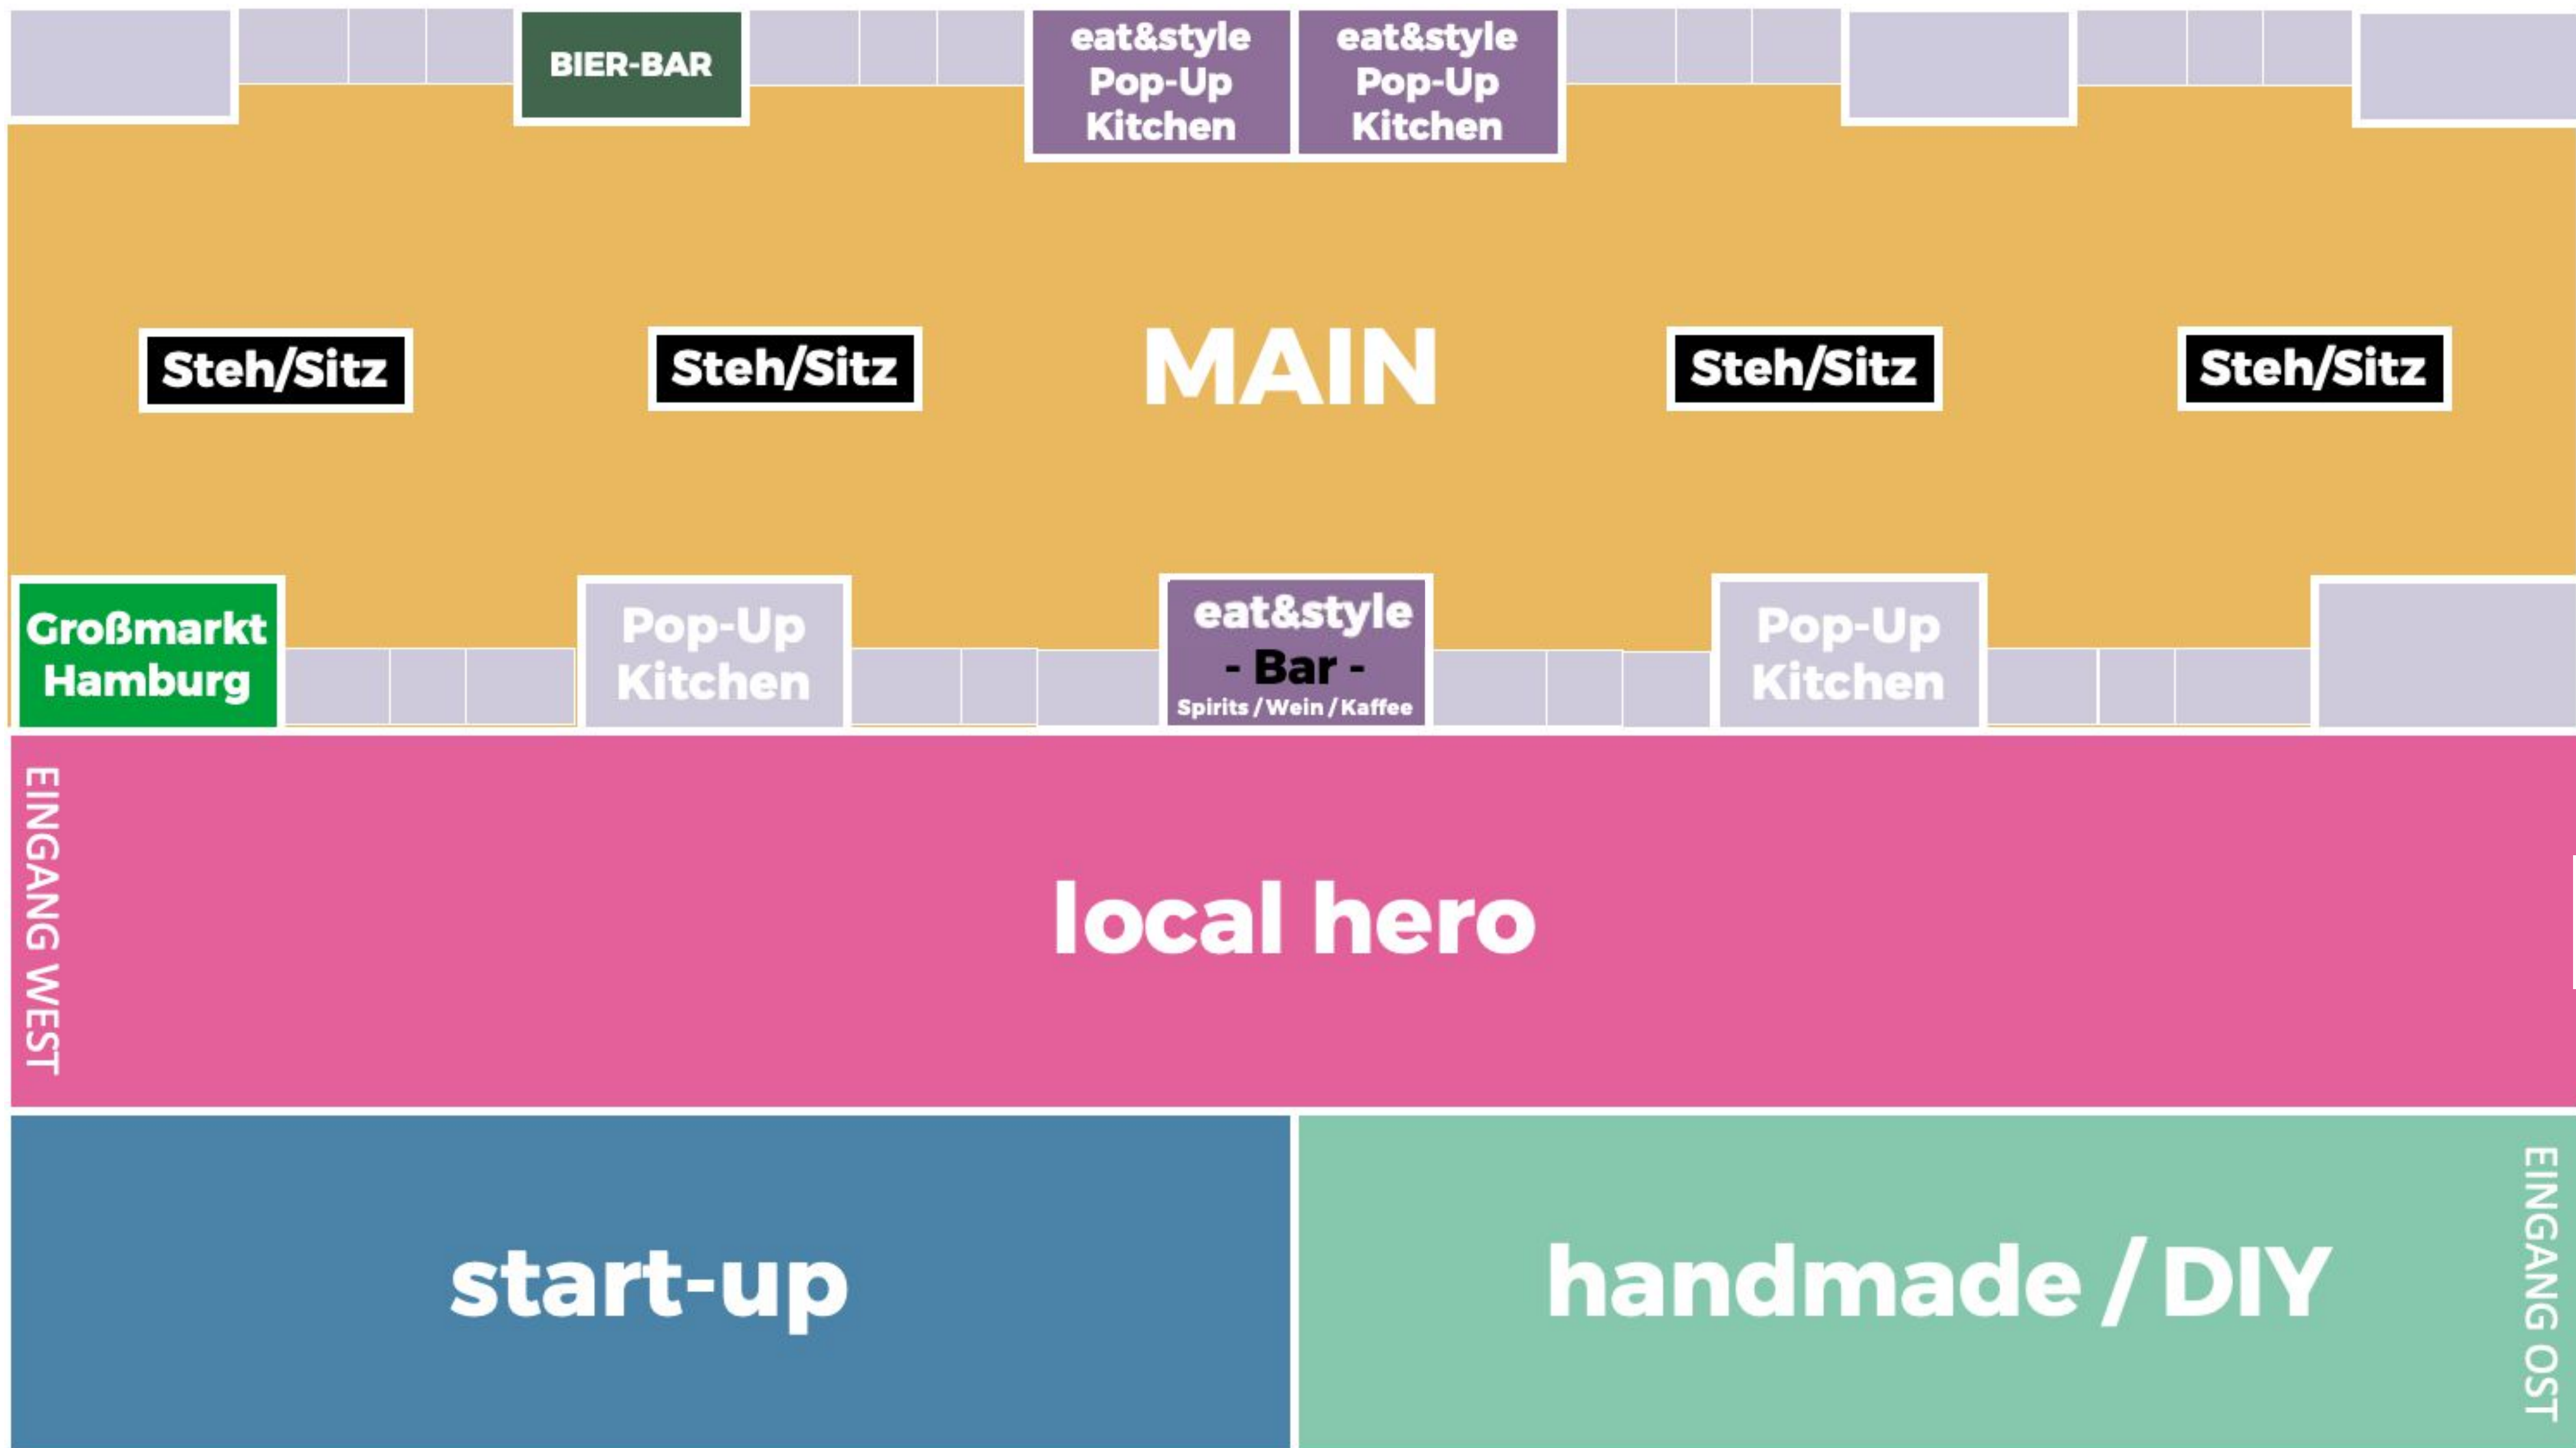 BIER-BAR
eat&style
Pop-Up
Kitchen
eat&style
Pop-Up
Kitchen
Steh/Sitz
Steh/Sitz
MAIN
Steh/Sitz
Steh/Sitz
Großmarkt
Hamburg
Pop-Up
Kitchen
eat&style
- Bar -
Spirits / Wein / Kaffee
Pop-Up
Kitchen
EINGANG WEST
local hero
start-up
handmade / DIY
EINGANG OST